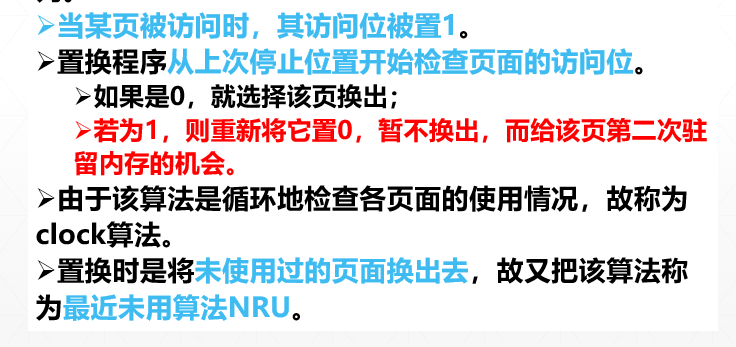 ➢当某页被访问时，其访问位被置1。
➢置换程序从上次停止位置开始检查页面的访问位。
➢如果是0，就选择该页换出；
➢若为1，则重新将它置0，暂不换出，而给该页第二次驻
留内存的机会。
➢由于该算法是循环地检查各页面的使用情况，故称为
clock算法。
➢置换时是将未使用过的页面换出去，故又把该算法称
为最近未用算法NRU。